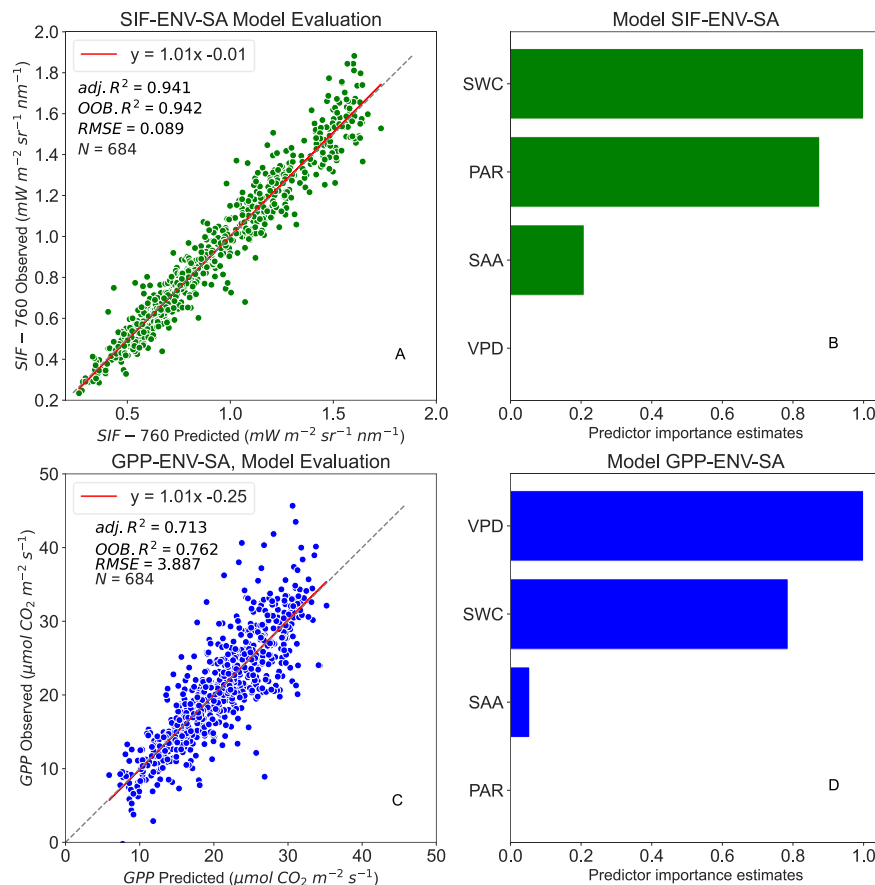 SIF-ENV-SA Model Evaluation
2.0
1.8
1.6
1.4
1.2
1.0
0.8
0.6
0.4
0.2
SIF − 760 Observed (mW m⁻² sr⁻¹ nm⁻¹)
y = 1.01x -0.01
adj. R² = 0.941
OOB. R² = 0.942
RMSE = 0.089
N = 684
A
0.5 1.0 1.5 2.0
SIF − 760 Predicted (mW m⁻² sr⁻¹ nm⁻¹)
Model SIF-ENV-SA
SWC
PAR
SAA
VPD
B
0.0 0.2 0.4 0.6 0.8 1.0
Predictor importance estimates
GPP-ENV-SA, Model Evaluation
50
40
30
20
10
0
GPP Observed (μmol CO₂ m⁻² s⁻¹)
y = 1.01x -0.25
adj. R² = 0.713
OOB. R² = 0.762
RMSE = 3.887
N = 684
C
0 10 20 30 40 50
GPP Predicted (μmol CO₂ m⁻² s⁻¹)
Model GPP-ENV-SA
VPD
SWC
SAA
PAR
D
0.0 0.2 0.4 0.6 0.8 1.0
Predictor importance estimates